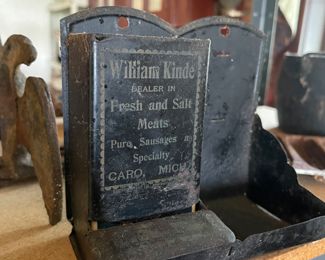 William Kinde
DEALER IN
Fresh and Salt
Meats
Pure Sausages a
Specialty
CARO, MICH.